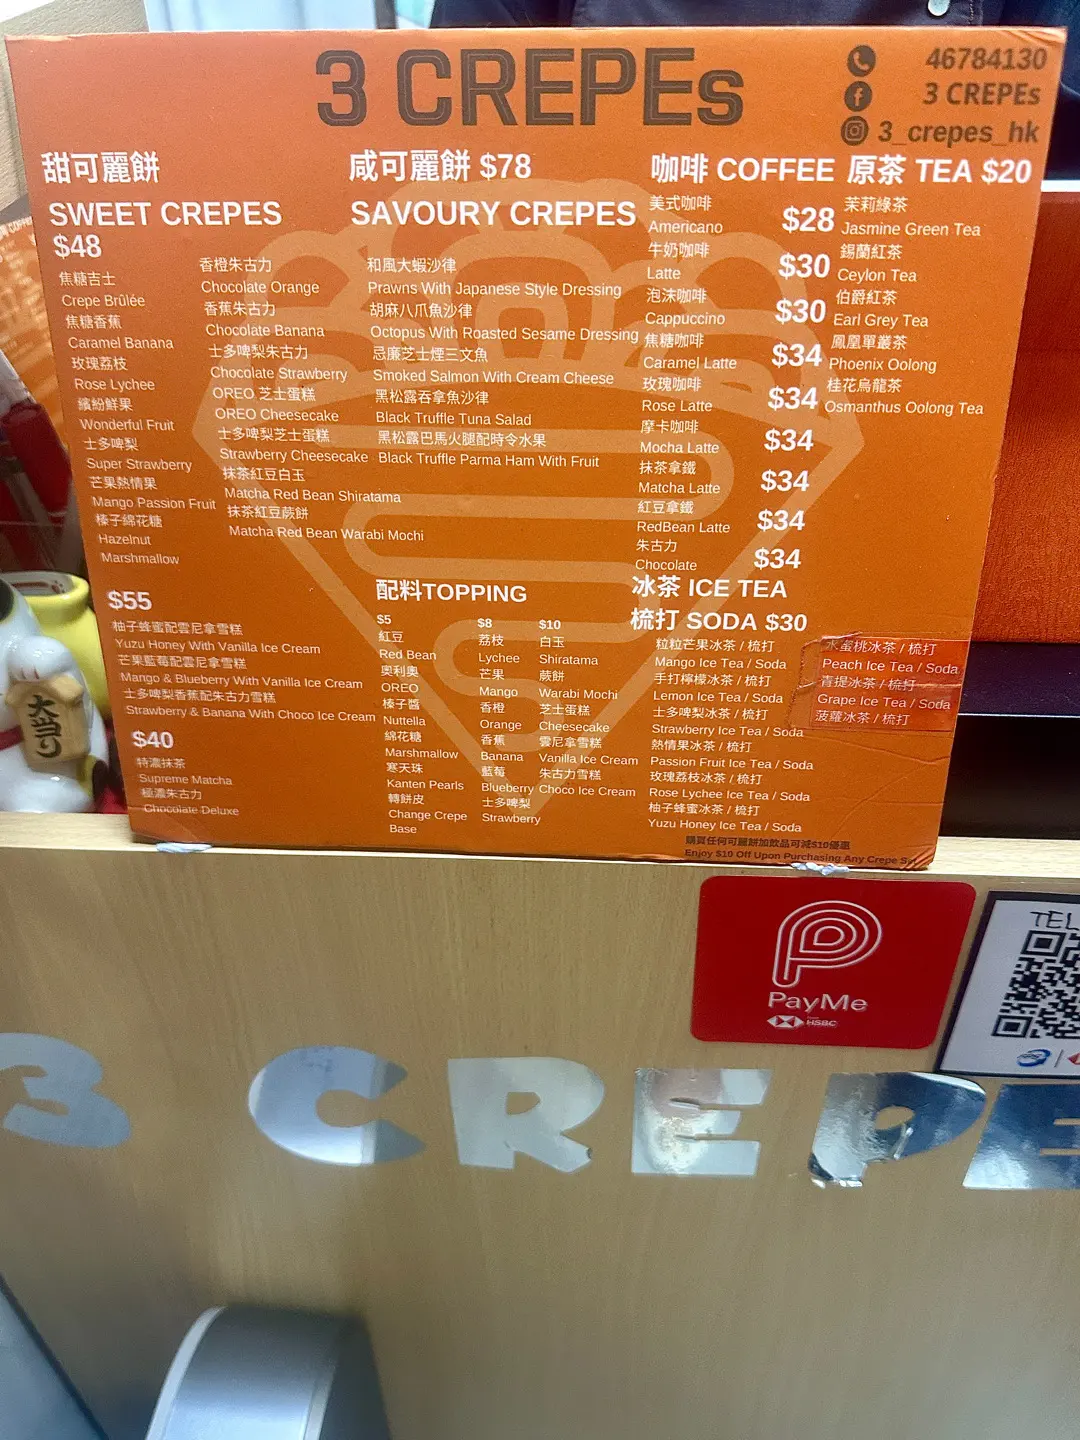 3 CREPEs
46784130
3 CREPEs
3_crepes_hk
甜可麗餅
SWEET CREPES
$48
焦糖吉士
Crepe Brûlée
焦糖香蕉
Caramel Banana
玫瑰荔枝
Rose Lychee
繽紛鮮果
Wonderful Fruit
士多啤梨
Super Strawberry
芒果熱情果
Mango Passion Fruit
榛子綿花糖
Hazelnut
Marshmallow
香橙朱古力
Chocolate Orange
香蕉朱古力
Chocolate Banana
士多啤梨朱古力
Chocolate Strawberry
OREO 芝士蛋糕
OREO Cheesecake
士多啤梨芝士蛋糕
Strawberry Cheesecake
抹茶紅豆白玉
Matcha Red Bean Shiratama
抹茶紅豆蕨餅
Matcha Red Bean Warabi Mochi
$55
柚子蜂蜜配雲尼拿雪糕
Yuzu Honey With Vanilla Ice Cream
芒果藍莓配雲尼拿雪糕
Mango & Blueberry With Vanilla Ice Cream
士多啤梨香蕉配朱古力雪糕
Strawberry & Banana With Choco Ice Cream
$40
特濃抹茶
Supreme Matcha
極濃朱古力
Chocolate Deluxe
咸可麗餅 $78
SAVOURY CREPES
和風大蝦沙律
Prawns With Japanese Style Dressing
胡麻八爪魚沙律
Octopus With Roasted Sesame Dressing
忌廉芝士煙三文魚
Smoked Salmon With Cream Cheese
黑松露吞拿魚沙律
Black Truffle Tuna Salad
黑松露巴馬火腿配時令水果
Black Truffle Parma Ham With Fruit
配料TOPPING
$5
紅豆
Red Bean
奧利奧
OREO
榛子醬
Nuttella
綿花糖
Marshmallow
寒天珠
Kanten Pearls
轉餅皮
Change Crepe
Base
$8
荔枝
Lychee
芒果
Mango
香橙
Orange
香蕉
Banana
藍莓
Blueberry
士多啤梨
Strawberry
$10
白玉
Shiratama
蕨餅
Warabi Mochi
芝士蛋糕
Cheesecake
雲尼拿雪糕
Vanilla Ice Cream
朱古力雪糕
Choco Ice Cream
咖啡 COFFEE
美式咖啡
Americano $28
牛奶咖啡
Latte $30
泡沫咖啡
Cappuccino $30
焦糖咖啡
Caramel Latte $34
玫瑰咖啡
Rose Latte $34
摩卡咖啡
Mocha Latte $34
抹茶拿鐵
Matcha Latte $34
紅豆拿鐵
RedBean Latte $34
朱古力
Chocolate $34
原茶 TEA $20
茉莉綠茶
Jasmine Green Tea
錫蘭紅茶
Ceylon Tea
伯爵紅茶
Earl Grey Tea
鳳凰單叢茶
Phoenix Oolong
桂花烏龍茶
Osmanthus Oolong Tea
冰茶 ICE TEA
梳打 SODA $30
粒粒芒果冰茶 / 梳打
Mango Ice Tea / Soda
手打檸檬冰茶 / 梳打
Lemon Ice Tea / Soda
士多啤梨冰茶 / 梳打
Strawberry Ice Tea / Soda
熱情果冰茶 / 梳打
Passion Fruit Ice Tea / Soda
玫瑰荔枝冰茶 / 梳打
Rose Lychee Ice Tea / Soda
柚子蜂蜜冰茶 / 梳打
Yuzu Honey Ice Tea / Soda
水蜜桃冰茶 / 梳打
Peach Ice Tea / Soda
青提冰茶 / 梳打
Grape Ice Tea / Soda
菠蘿冰茶 / 梳打
購買任何可麗餅加飲品可減$10優惠
Enjoy $10 Off Upon Purchasing Any Crepe Set
大当り
PayMe
HSBC
TEL
3 CREPE